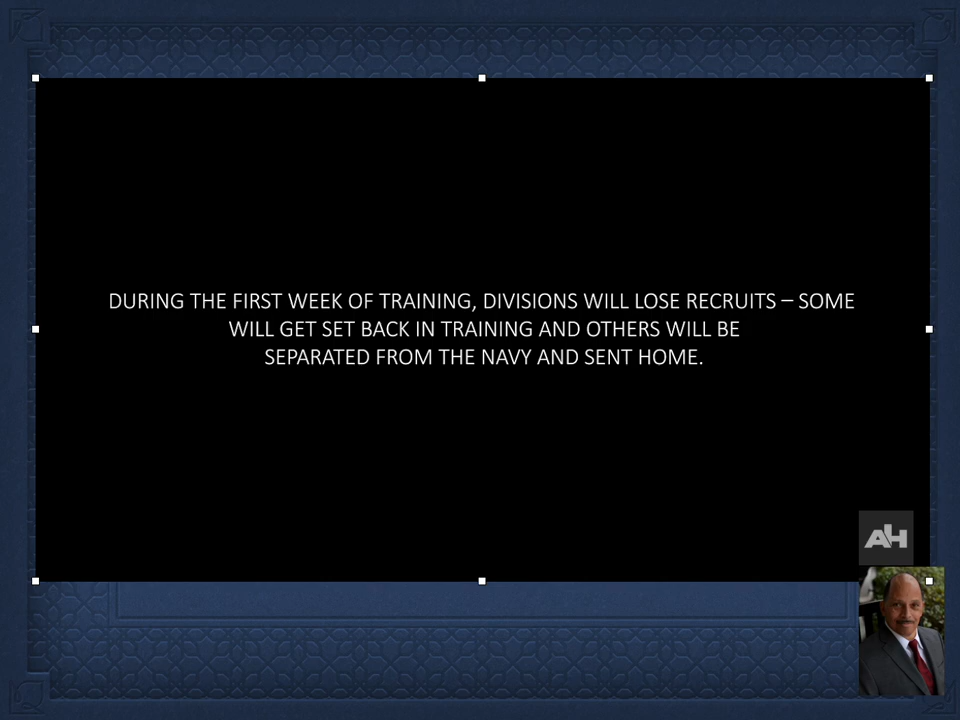 DURING THE FIRST WEEK OF TRAINING, DIVISIONS WILL LOSE RECRUITS – SOME
WILL GET SET BACK IN TRAINING AND OTHERS WILL BE
SEPARATED FROM THE NAVY AND SENT HOME.
AH